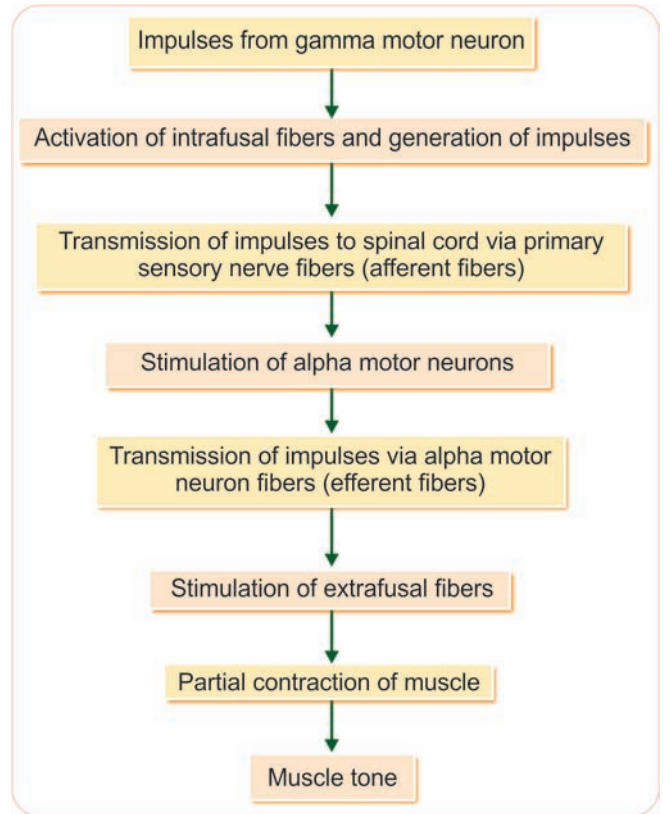 Impulses from gamma motor neuron
Activation of intrafusal fibers and generation of impulses
Transmission of impulses to spinal cord via primary
sensory nerve fibers (afferent fibers)
Stimulation of alpha motor neurons
Transmission of impulses via alpha motor
neuron fibers (efferent fibers)
Stimulation of extrafusal fibers
Partial contraction of muscle
Muscle tone